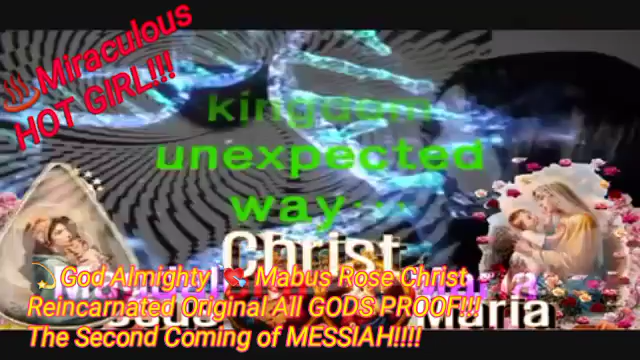 ♨️Miraculous
HOT GIRL!!!
kingdom
unexpected
way…
Christ
💫God Almighty 💘 Mabus Rose Christ
Reincarnated Original All GODS PROOF!!!
Maria
The Second Coming of MESSIAH!!!!